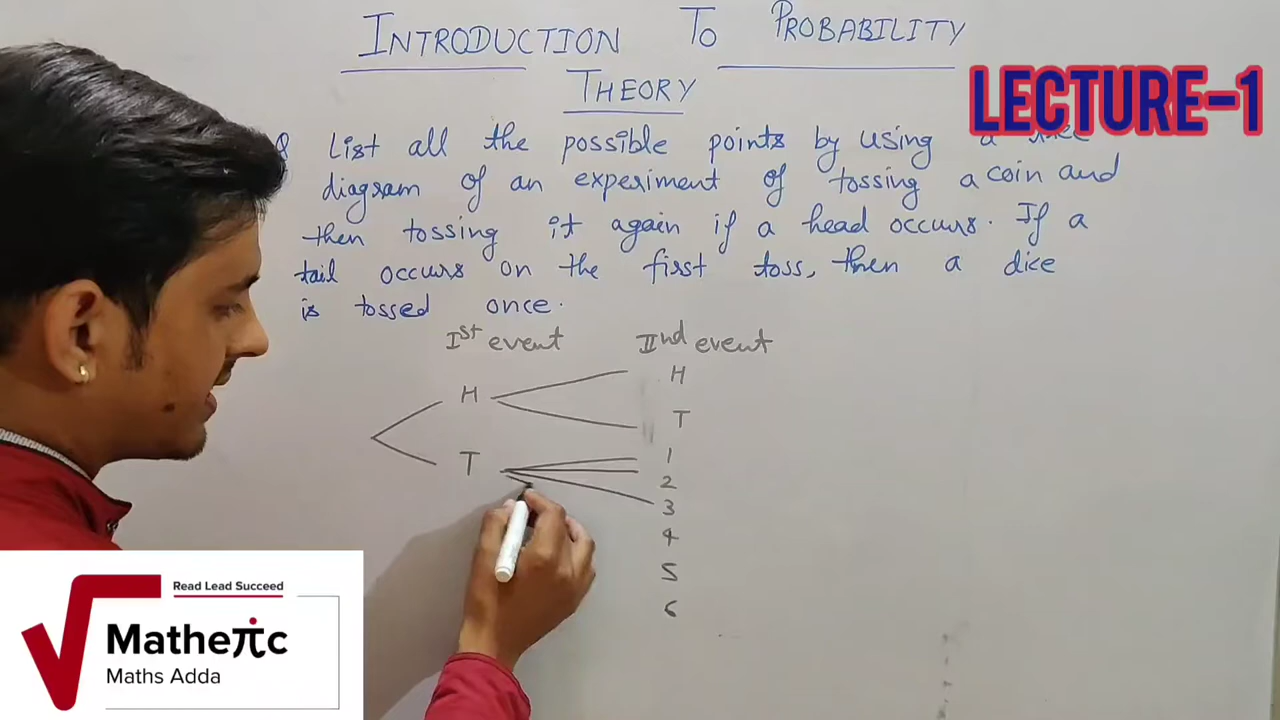 INTRODUCTION TO PROBABILITY
THEORY
LECTURE-1
Q List all the possible points by using a
diagram of an experiment of tossing a coin and
then tossing it again if a head occurs. If a
tail occurs on the first toss, then a dice
is tossed once.
Ist event IInd event
H
H
T
T
1
2
3
4
5
6
Read Lead Succeed
Matheπc
Maths Adda